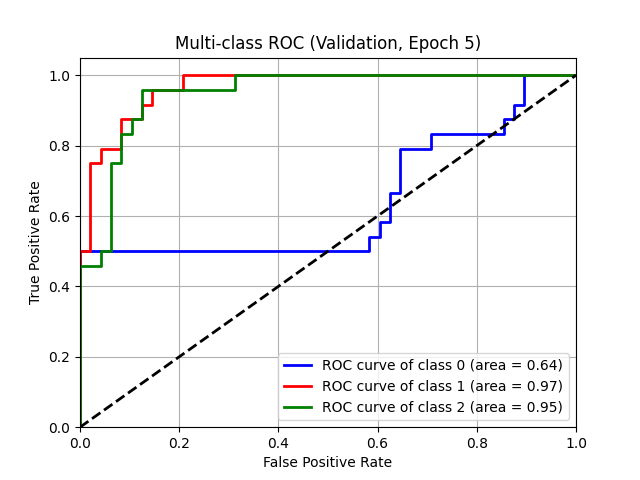 Multi-class ROC (Validation, Epoch 5)
True Positive Rate
1.0
0.8
0.6
0.4
0.2
0.0
ROC curve of class 0 (area = 0.64)
ROC curve of class 1 (area = 0.97)
ROC curve of class 2 (area = 0.95)
0.0 0.2 0.4 0.6 0.8 1.0
False Positive Rate